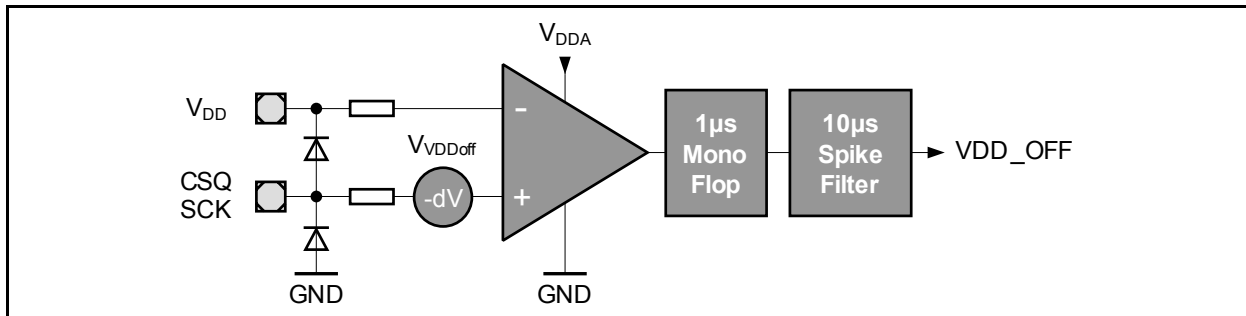 VDDA
VDD
-
1µs
Mono
Flop
10µs
Spike
Filter
VDD_OFF
VVDDoff
CSQ
SCK
-dV
+
GND
GND